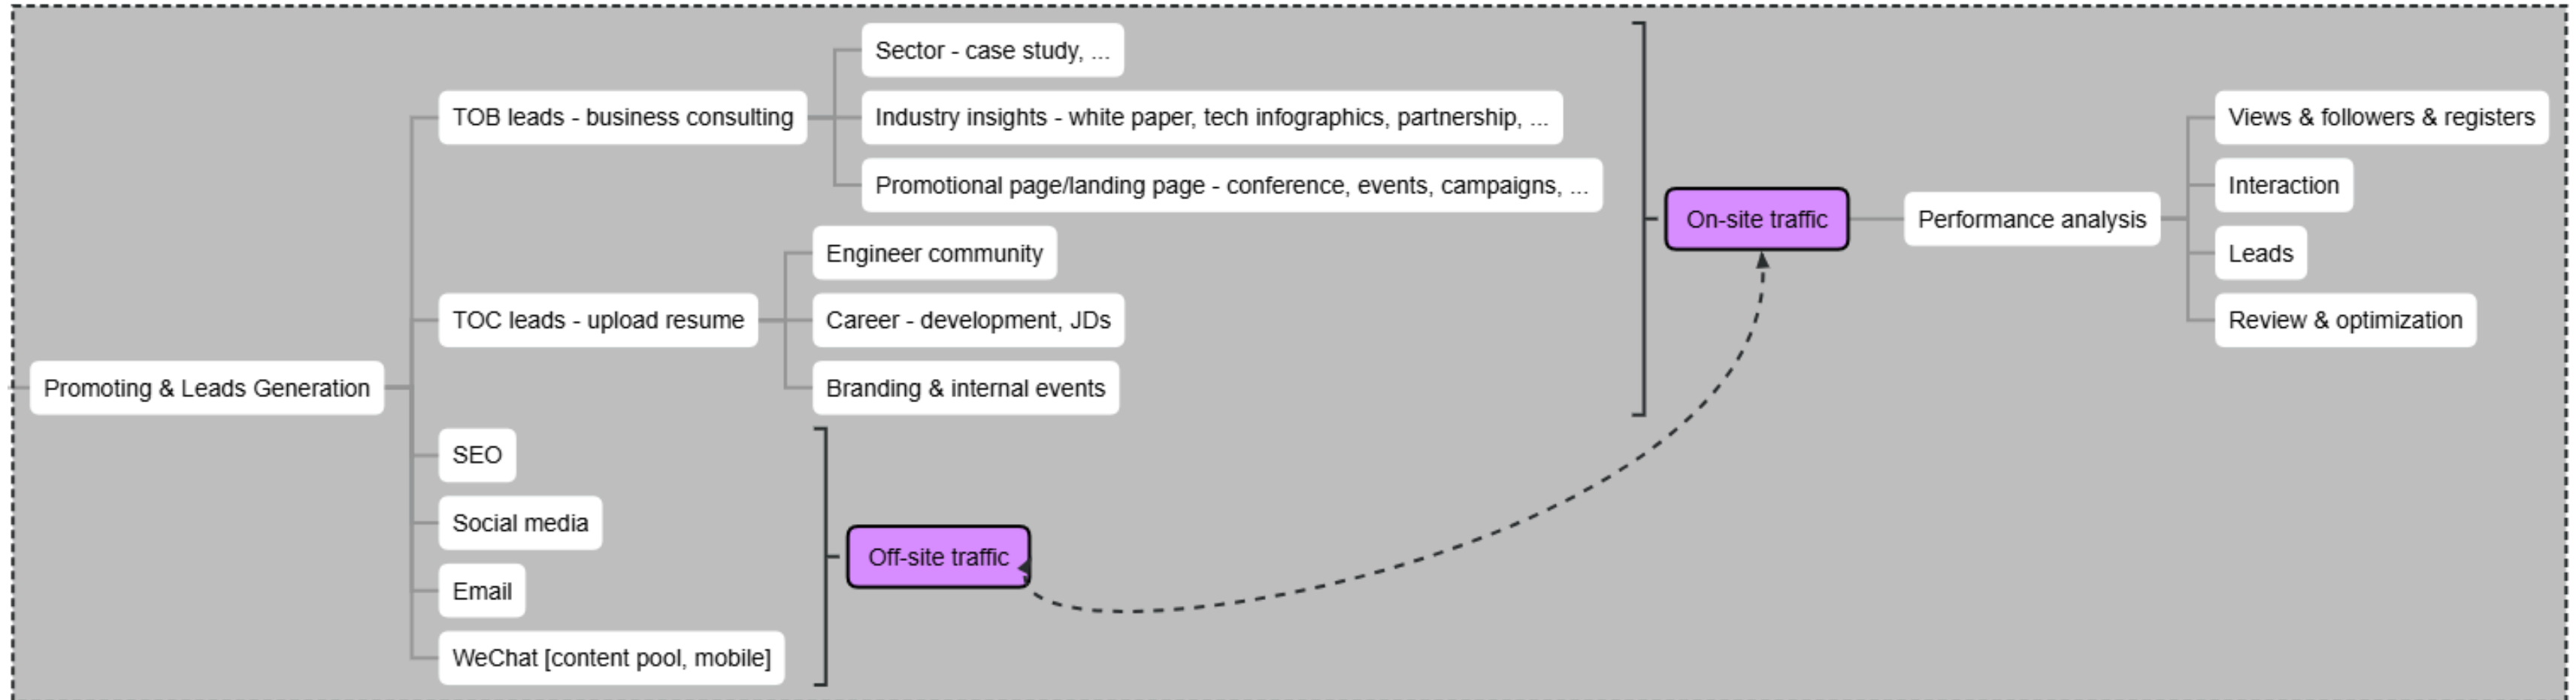 Promoting & Leads Generation
TOB leads - business consulting
Sector - case study, ...
Industry insights - white paper, tech infographics, partnership, ...
Promotional page/landing page - conference, events, campaigns, ...
TOC leads - upload resume
Engineer community
Career - development, JDs
Branding & internal events
SEO
Social media
Email
WeChat [content pool, mobile]
Off-site traffic
On-site traffic
Performance analysis
Views & followers & registers
Interaction
Leads
Review & optimization